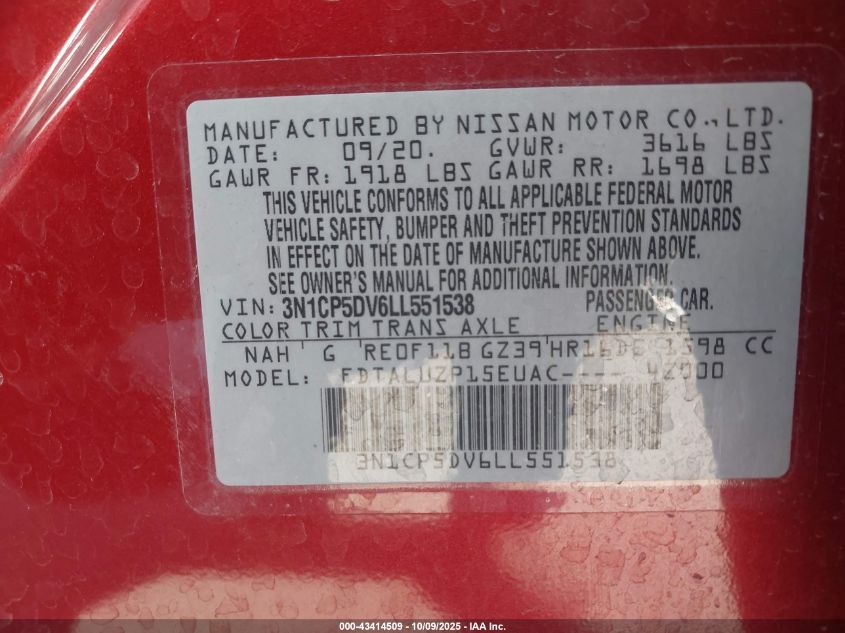 MANUFACTURED BY NISSAN MOTOR CO., LTD.
DATE: 09/20. GVWR: 3616 LBS
GAWR FR: 1918 LBS GAWR RR: 1698 LBS
THIS VEHICLE CONFORMS TO ALL APPLICABLE FEDERAL MOTOR
VEHICLE SAFETY, BUMPER AND THEFT PREVENTION STANDARDS
IN EFFECT ON THE DATE OF MANUFACTURE SHOWN ABOVE.
SEE OWNER'S MANUAL FOR ADDITIONAL INFORMATION.
VIN: 3N1CP5DV6LL551538 PASSENGER CAR.
COLOR TRIM TRANS AXLE ENGINE
NAH G RE0F11B GZ39 HR16DE 1598 CC
MODEL: FDTALUZP15EUAC----
3N1CP5DV6LL551538
000-43414509 - 10/09/2025 - IAA Inc.